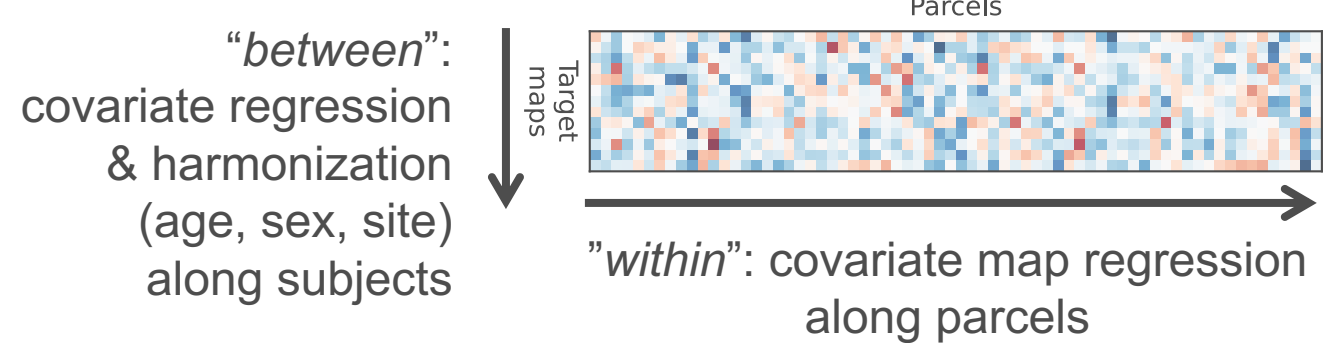 Parcels
“between”:
covariate regression
& harmonization
(age, sex, site)
along subjects
Target
maps
”within”: covariate map regression
along parcels